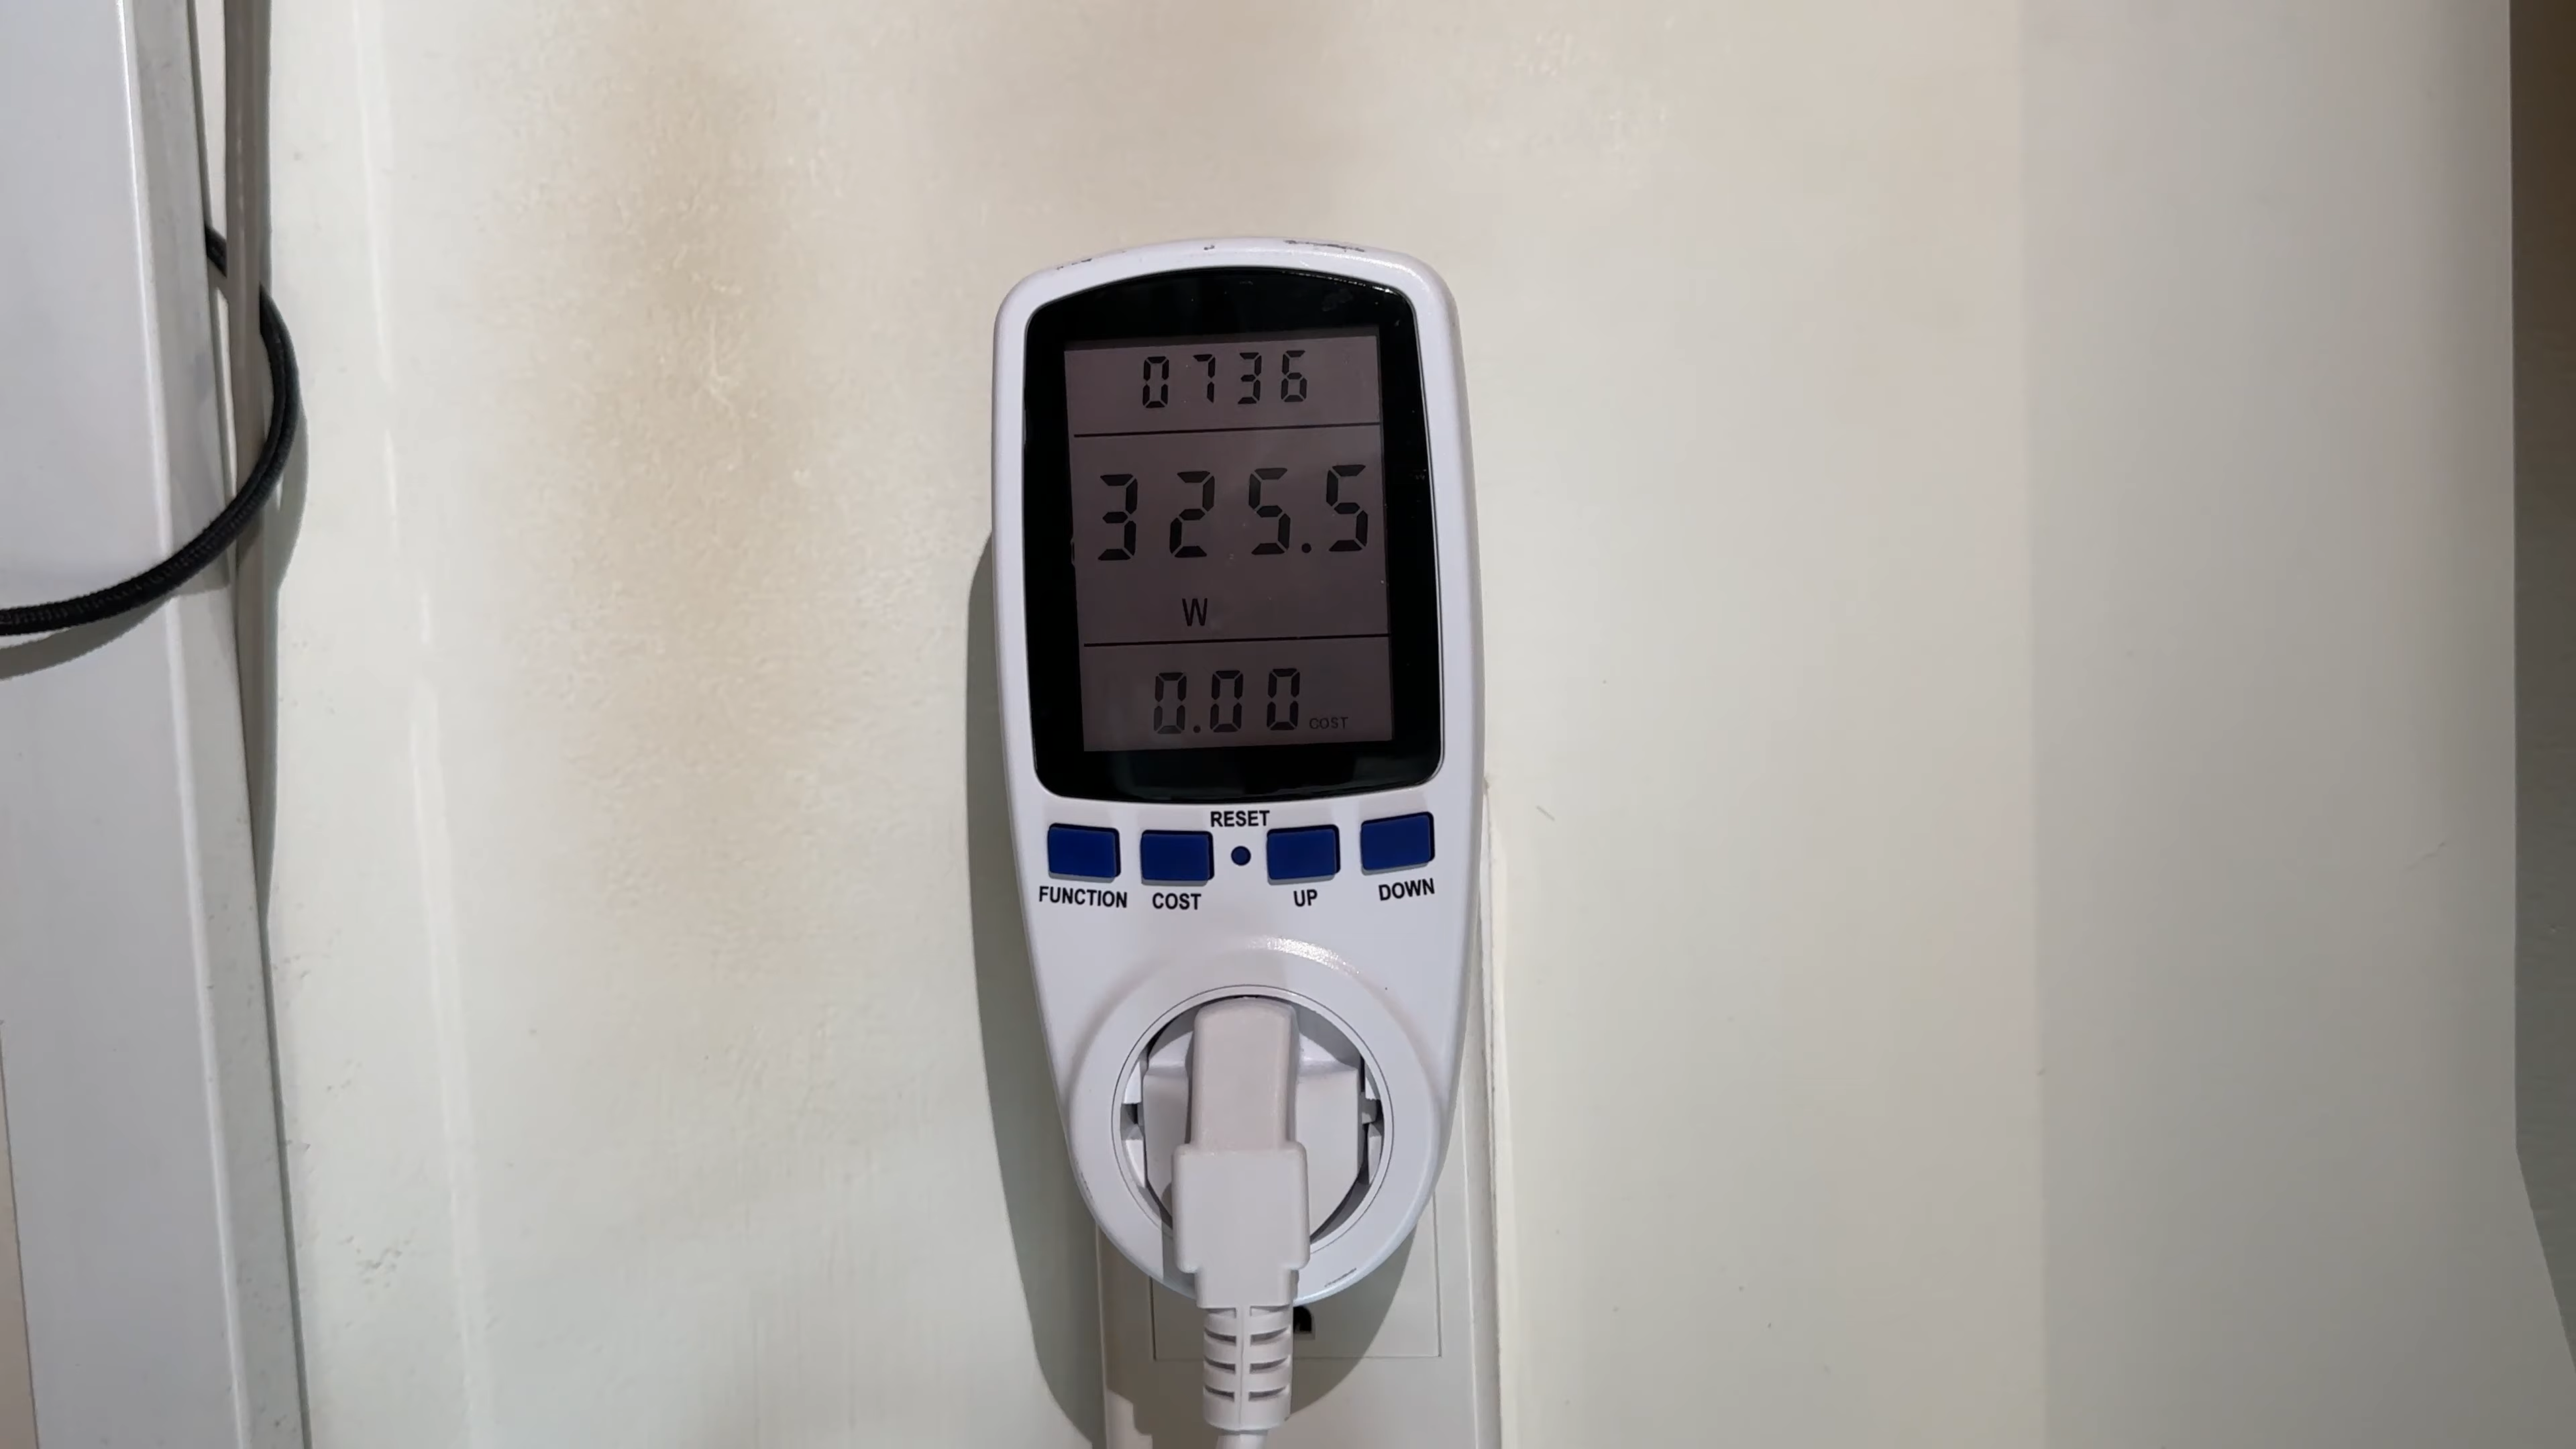 0736
325.5
W
0.00 COST
RESET
FUNCTION COST UP DOWN